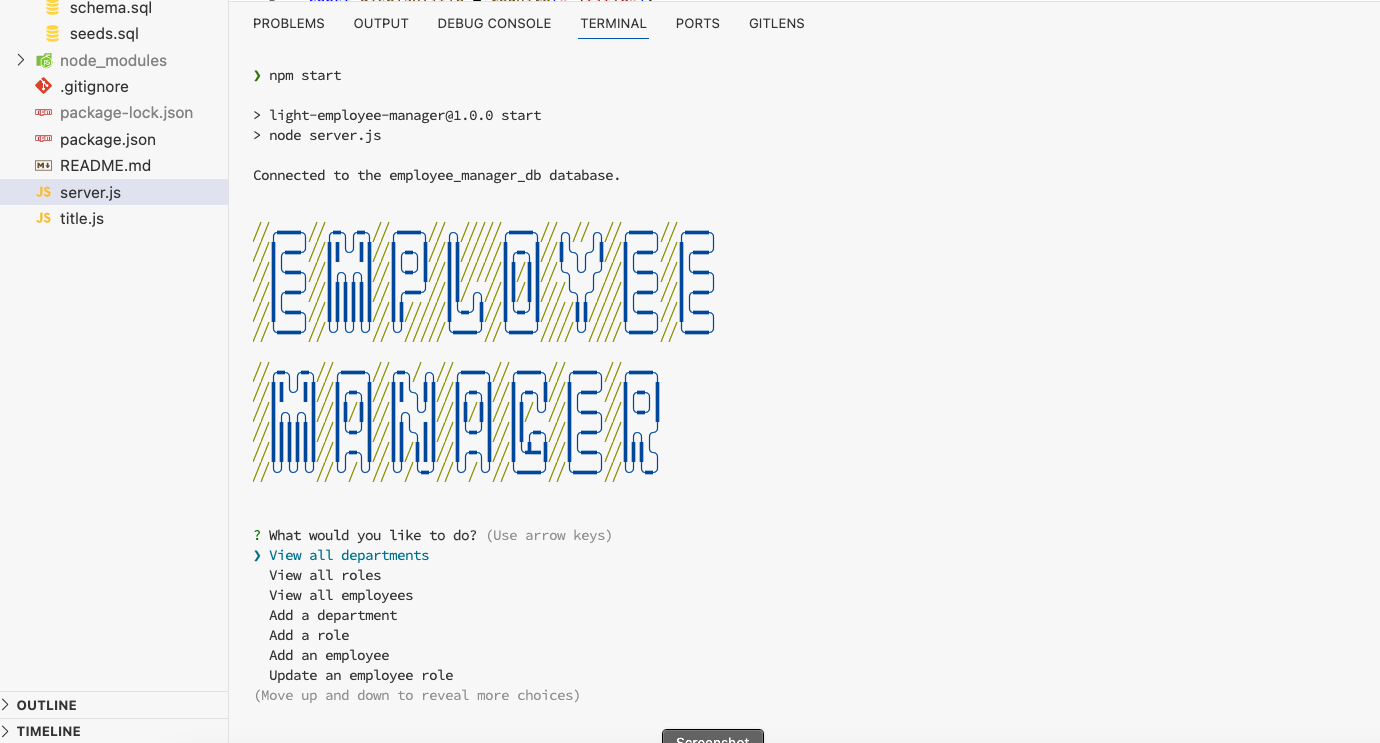 schema.sql
seeds.sql
node_modules
.gitignore
package-lock.json
package.json
README.md
JS server.js
JS title.js
OUTLINE
TIMELINE
PROBLEMS OUTPUT DEBUG CONSOLE TERMINAL PORTS GITLENS
❯ npm start
> light-employee-manager@1.0.0 start
> node server.js
Connected to the employee_manager_db database.
EMPLOYEE
MANAGER
? What would you like to do? (Use arrow keys)
❯ View all departments
View all roles
View all employees
Add a department
Add a role
Add an employee
Update an employee role
(Move up and down to reveal more choices)
Screenshot